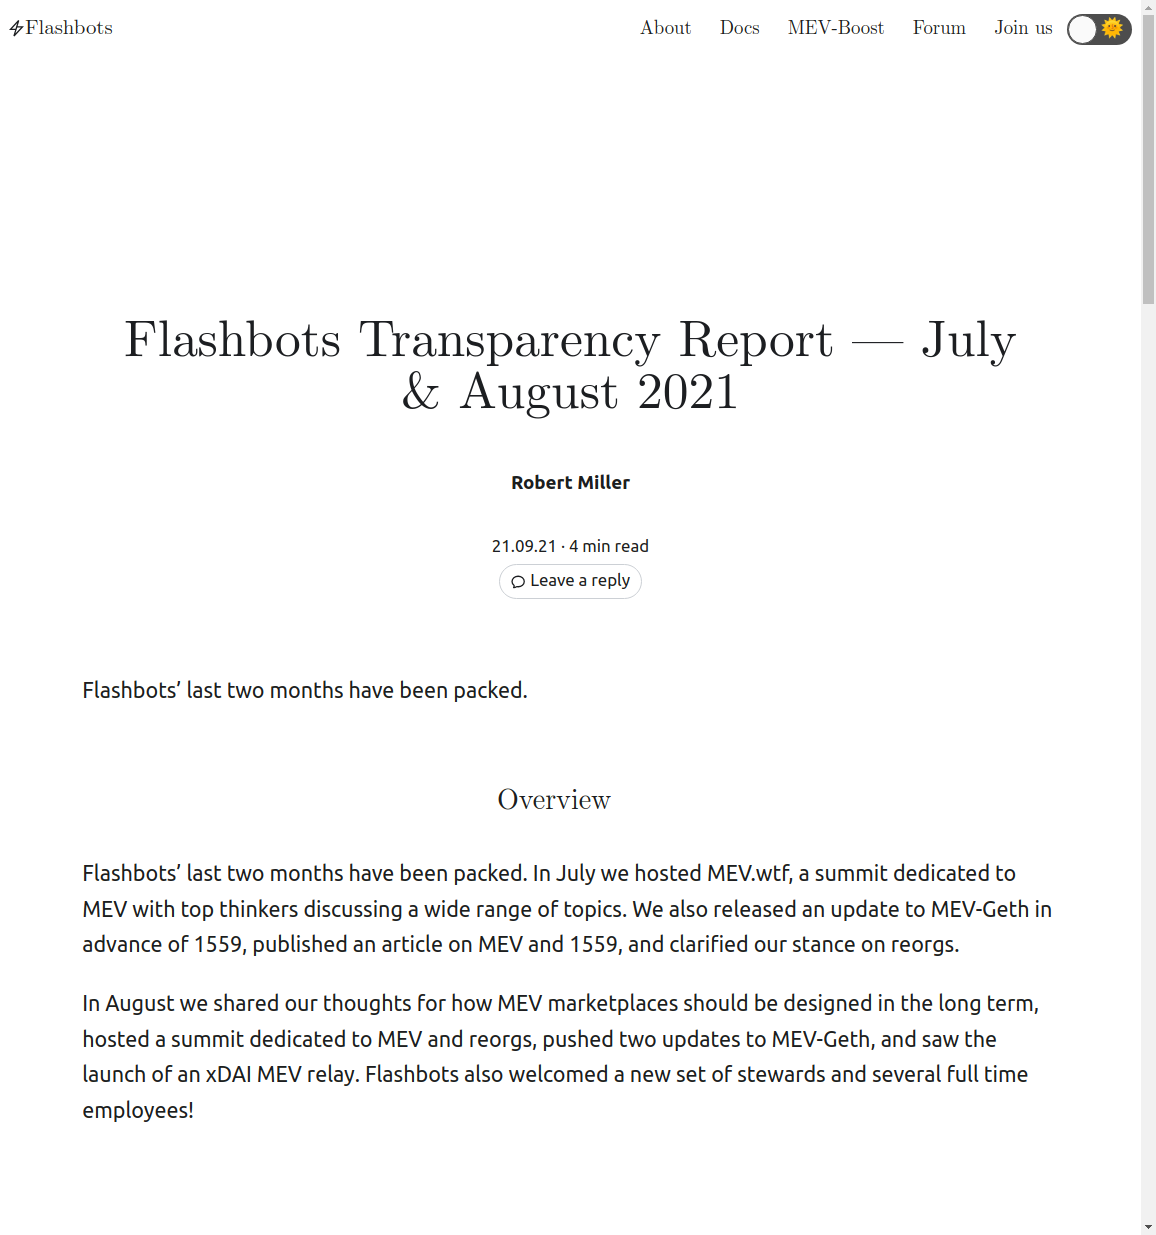 Flashbots
About Docs MEV-Boost Forum Join us
Flashbots Transparency Report — July
& August 2021
Robert Miller
21.09.21 · 4 min read
Leave a reply
Flashbots’ last two months have been packed.
Overview
Flashbots’ last two months have been packed. In July we hosted MEV.wtf, a summit dedicated to
MEV with top thinkers discussing a wide range of topics. We also released an update to MEV-Geth in
advance of 1559, published an article on MEV and 1559, and clarified our stance on reorgs.
In August we shared our thoughts for how MEV marketplaces should be designed in the long term,
hosted a summit dedicated to MEV and reorgs, pushed two updates to MEV-Geth, and saw the
launch of an xDAI MEV relay. Flashbots also welcomed a new set of stewards and several full time
employees!